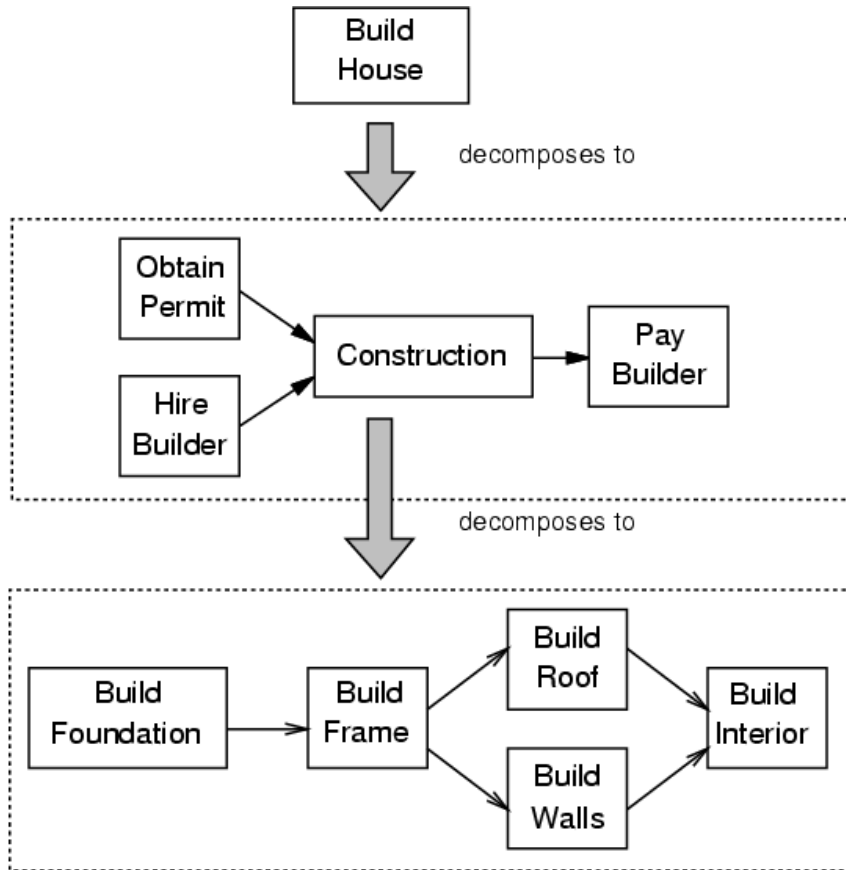 Build
House
decomposes to
Obtain
Permit
Hire
Builder
Construction
Pay
Builder
decomposes to
Build
Foundation
Build
Frame
Build
Roof
Build
Walls
Build
Interior